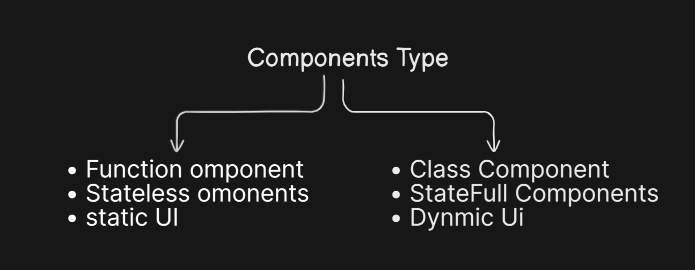 Components Type
• Function omponent
• Stateless omonents
• static UI
• Class Component
• StateFull Components
• Dynmic Ui